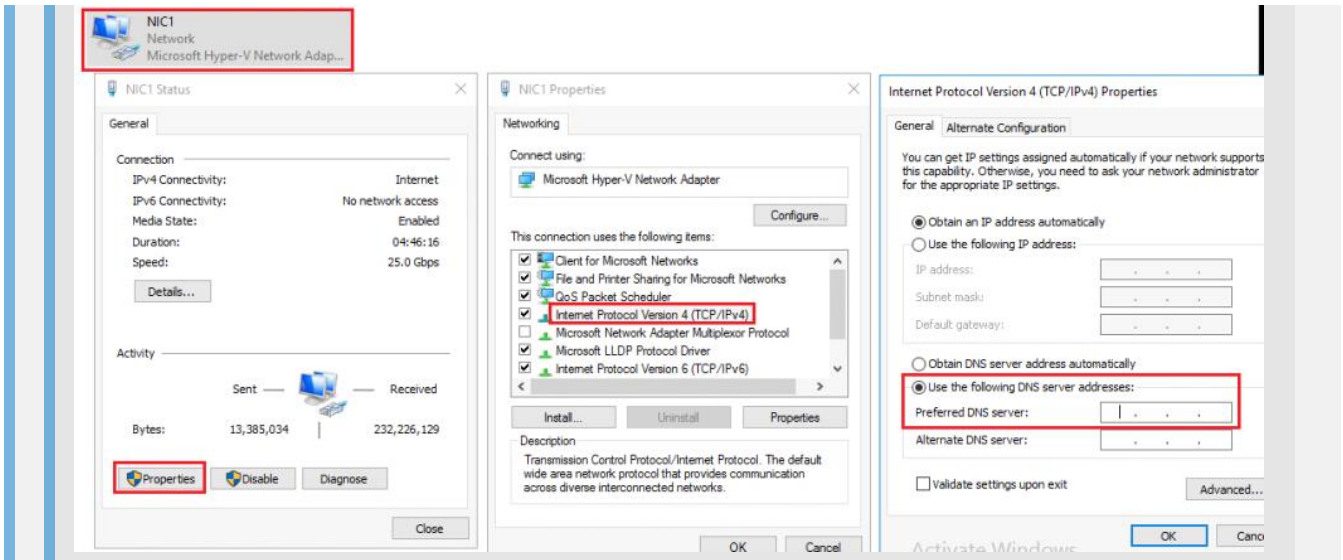 NIC1
Network
Microsoft Hyper-V Network Adap...
NIC1 Status
General
Connection
IPv4 Connectivity: Internet
IPv6 Connectivity: No network access
Media State: Enabled
Duration: 04:46:16
Speed: 25.0 Gbps
Details...
Activity
Sent — — Received
Bytes: 13,385,034 | 232,226,129
Properties Disable Diagnose
Close
NIC1 Properties
Networking
Connect using:
Microsoft Hyper-V Network Adapter
Configure...
This connection uses the following items:
Client for Microsoft Networks
File and Printer Sharing for Microsoft Networks
QoS Packet Scheduler
Internet Protocol Version 4 (TCP/IPv4)
Microsoft Network Adapter Multiplexor Protocol
Microsoft LLDP Protocol Driver
Internet Protocol Version 6 (TCP/IPv6)
Install... Uninstall Properties
Description
Transmission Control Protocol/Internet Protocol. The default
wide area network protocol that provides communication
across diverse interconnected networks.
OK Cancel
Internet Protocol Version 4 (TCP/IPv4) Properties
General Alternate Configuration
You can get IP settings assigned automatically if your network supports
this capability. Otherwise, you need to ask your network administrator
for the appropriate IP settings.
Obtain an IP address automatically
Use the following IP address:
IP address:
Subnet mask:
Default gateway:
Obtain DNS server address automatically
Use the following DNS server addresses:
Preferred DNS server:
Alternate DNS server:
Validate settings upon exit
Advanced...
OK Canc
Activate Windows